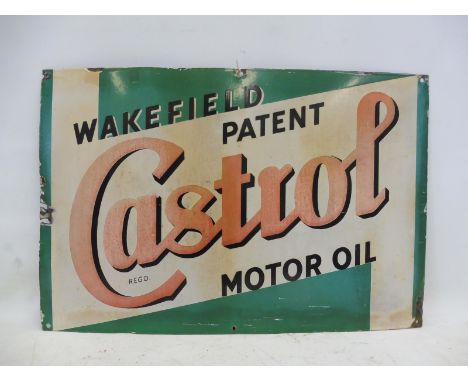 WAKEFIELD
PATENT
Castrol
REGD.
MOTOR OIL